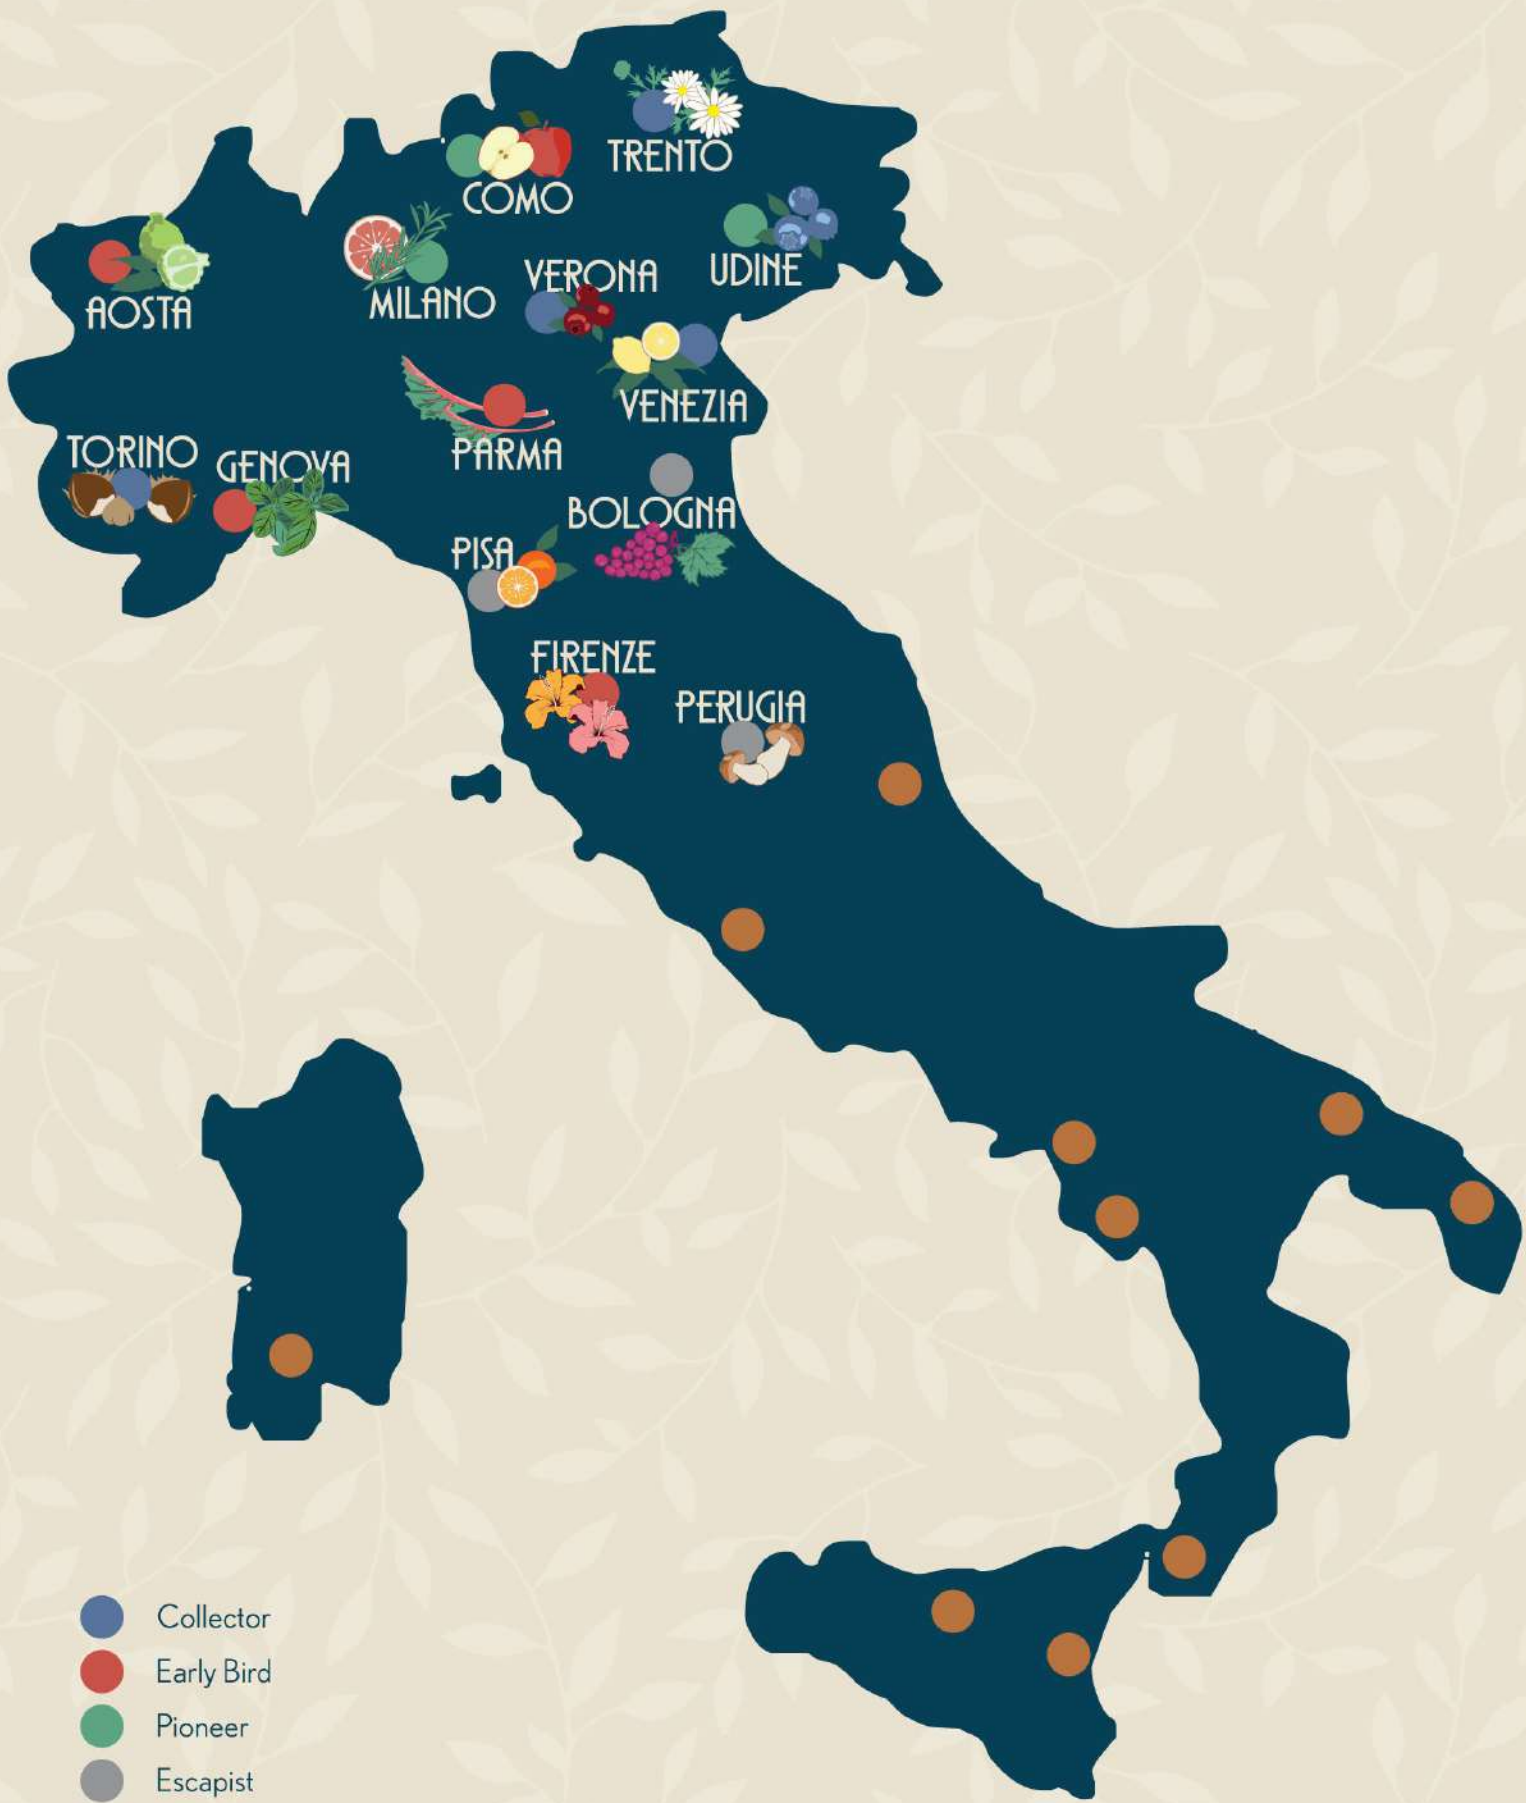 TRENTO
COMO
UDINE
VERONA
MILANO
AOSTA
VENEZIA
PARMA
TORINO
GENOVA
BOLOGNA
PISA
FIRENZE
PERUGIA
Collector
Early Bird
Pioneer
Escapist